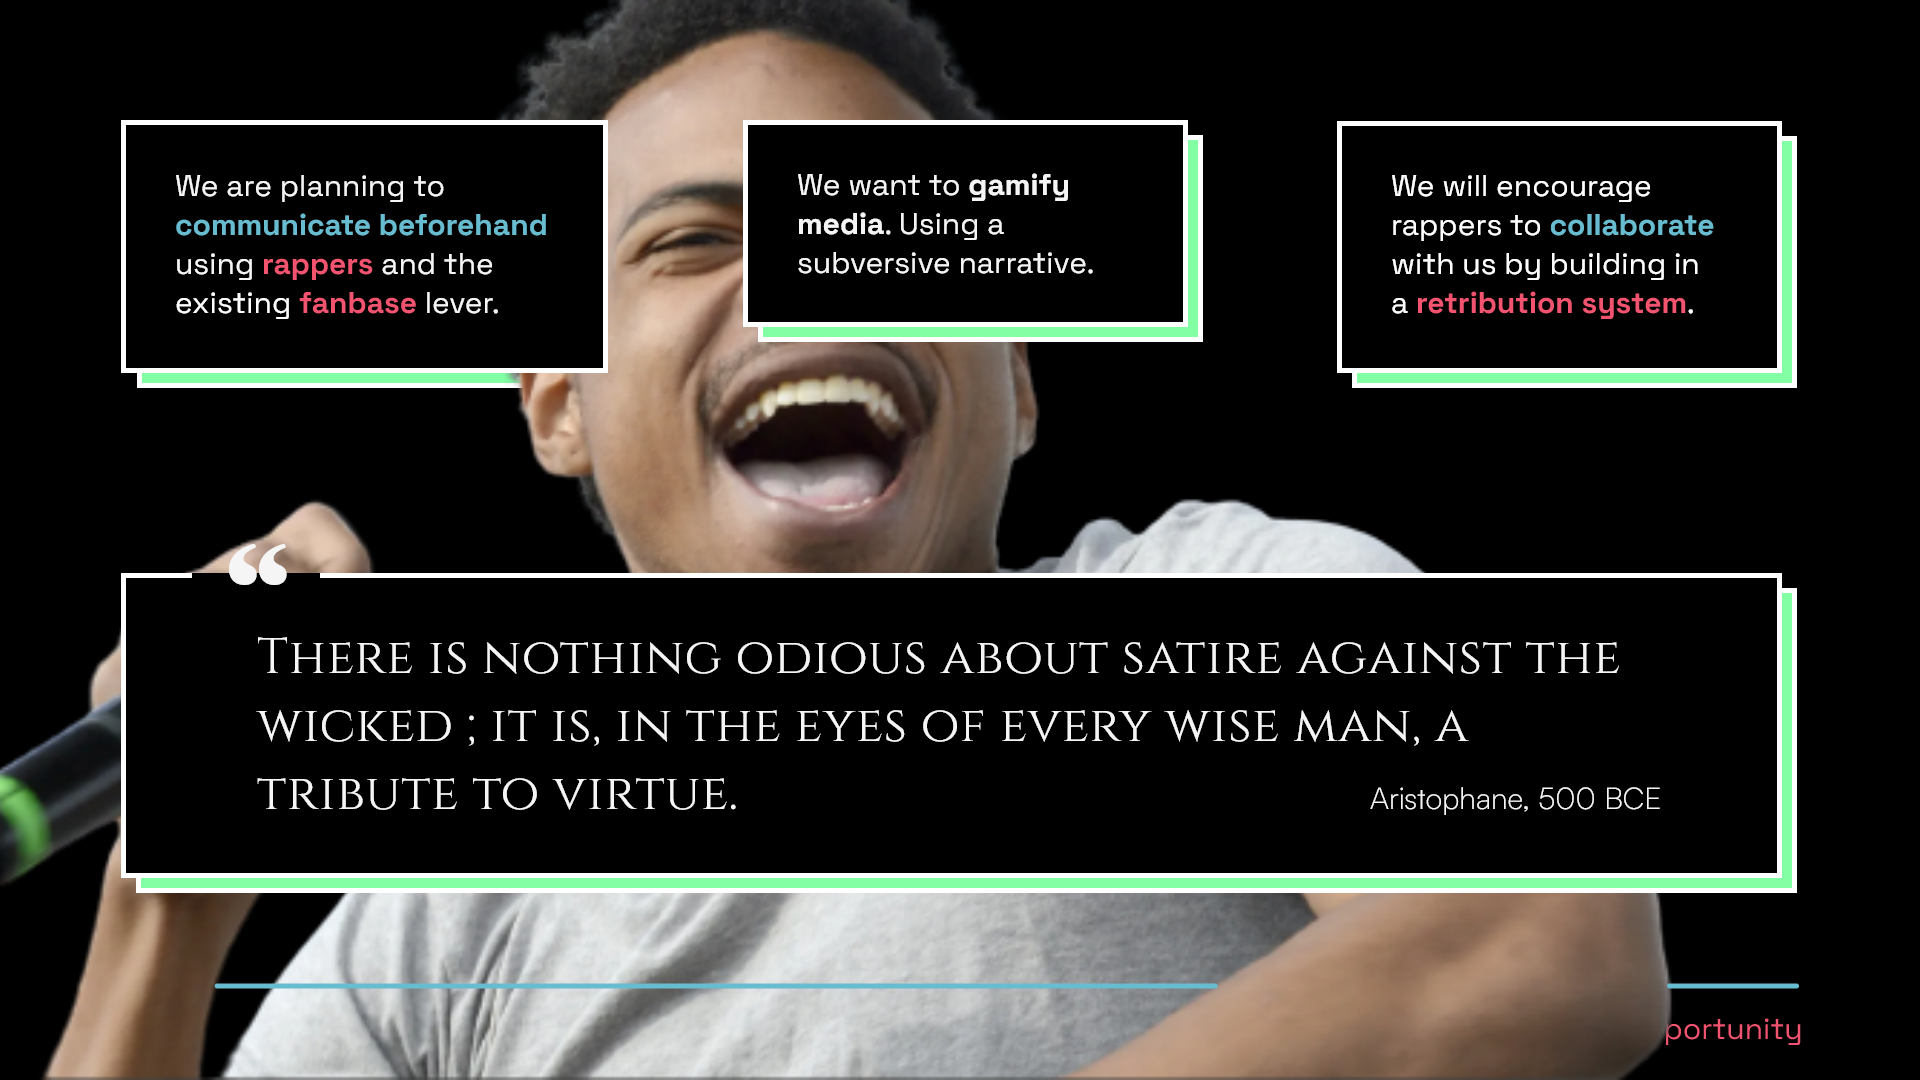 We are planning to
communicate beforehand
using rappers and the
existing fanbase lever.
We want to gamify
media. Using a
subversive narrative.
We will encourage
rappers to collaborate
with us by building in
a retribution system.
“
There is nothing odious about satire against the
wicked ; it is, in the eyes of every wise man, a
tribute to virtue.
Aristophane, 500 BCE
portunity